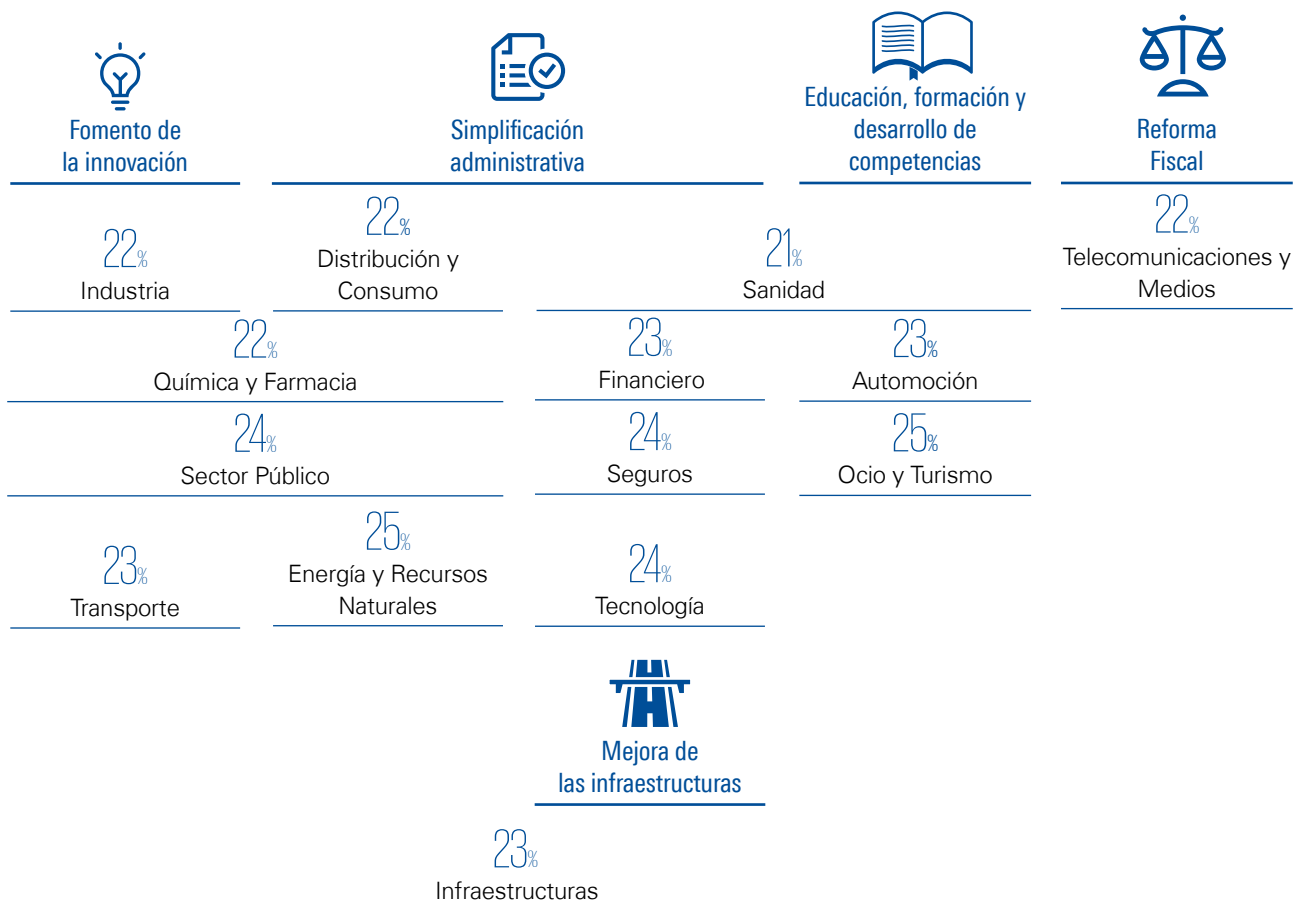 Fomento de
la innovación
Simplificación
administrativa
Educación, formación y
desarrollo de
competencias
Reforma
Fiscal
22%
Industria
22%
Distribución y
Consumo
21%
Sanidad
22%
Telecomunicaciones y
Medios
22%
Química y Farmacia
23%
Financiero
23%
Automoción
24%
Sector Público
24%
Seguros
25%
Ocio y Turismo
23%
Transporte
25%
Energía y Recursos
Naturales
24%
Tecnología
Mejora de
las infraestructuras
23%
Infraestructuras